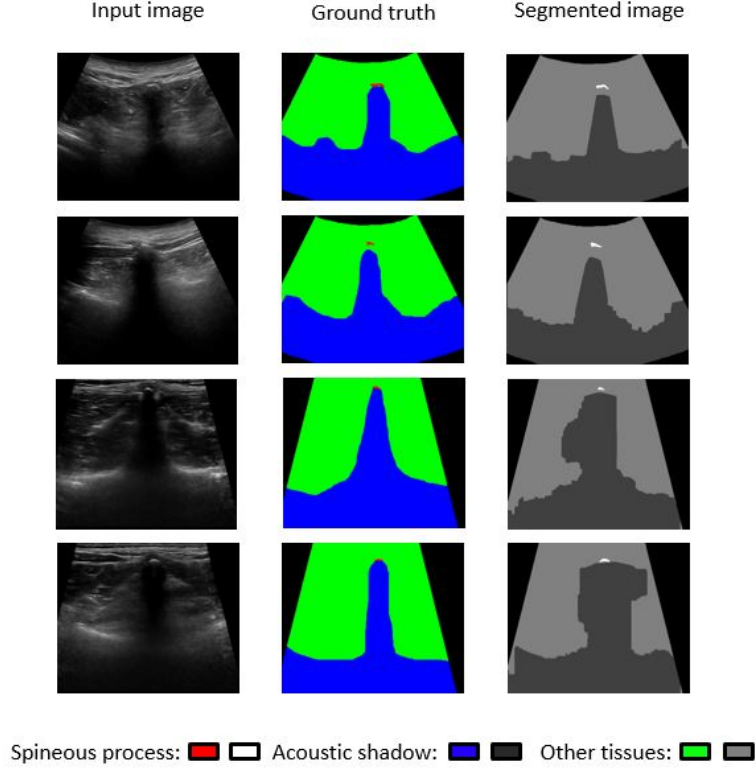 Input image Ground truth Segmented image
Spineous process: Acoustic shadow: Other tissues: